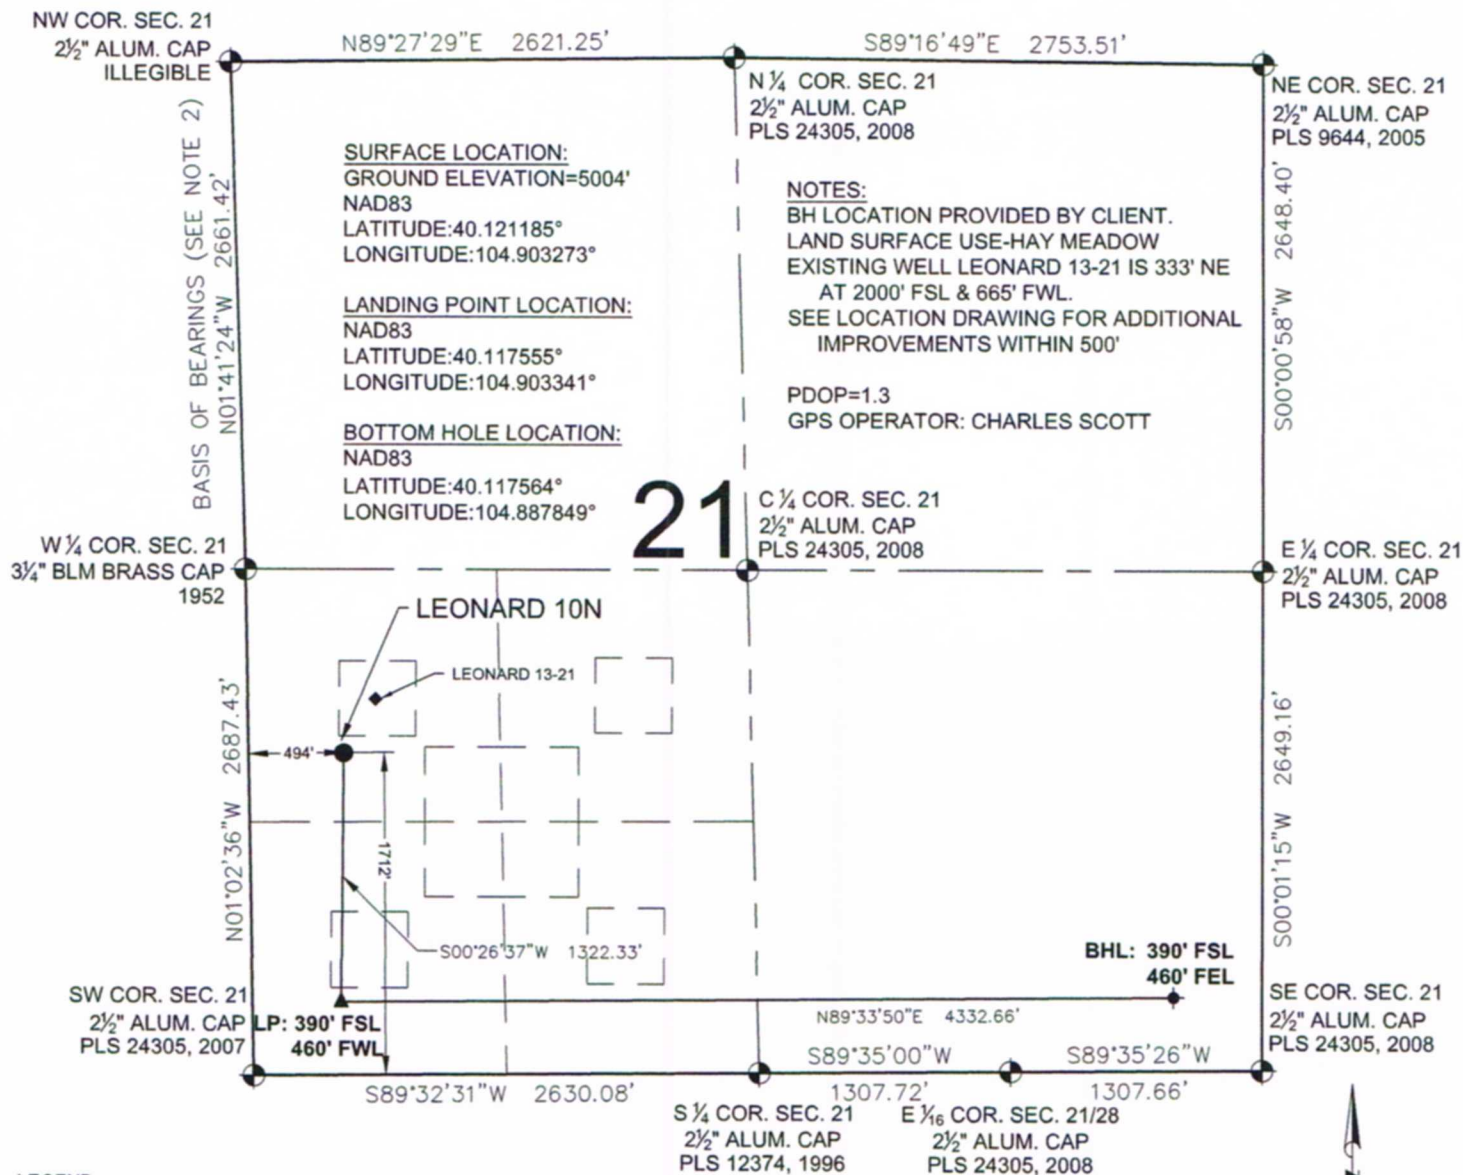 NW COR. SEC. 21
2½" ALUM. CAP
ILLEGIBLE
N89°27'29"E 2621.25'
S89°16'49"E 2753.51'
N ¼ COR. SEC. 21
2½" ALUM. CAP
PLS 24305, 2008
NE COR. SEC. 21
2½" ALUM. CAP
PLS 9644, 2005
BASIS OF BEARINGS (SEE NOTE 2)
N01°41'24"W 2661.42'
SURFACE LOCATION:
GROUND ELEVATION=5004'
NAD83
LATITUDE:40.121185°
LONGITUDE:104.903273°
LANDING POINT LOCATION:
NAD83
LATITUDE:40.117555°
LONGITUDE:104.903341°
BOTTOM HOLE LOCATION:
NAD83
LATITUDE:40.117564°
LONGITUDE:104.887849°
NOTES:
BH LOCATION PROVIDED BY CLIENT.
LAND SURFACE USE-HAY MEADOW
EXISTING WELL LEONARD 13-21 IS 333' NE
AT 2000' FSL & 665' FWL.
SEE LOCATION DRAWING FOR ADDITIONAL
IMPROVEMENTS WITHIN 500'
PDOP=1.3
GPS OPERATOR: CHARLES SCOTT
S00°00'58"W 2648.40'
21
C ¼ COR. SEC. 21
2½" ALUM. CAP
PLS 24305, 2008
W ¼ COR. SEC. 21
3¼" BLM BRASS CAP
1952
E ¼ COR. SEC. 21
2½" ALUM. CAP
PLS 24305, 2008
LEONARD 10N
LEONARD 13-21
N01°02'36"W 2687.43'
494'
1712'
S00°26'37"W 1322.33'
S00°01'15"W 2649.16'
BHL: 390' FSL
460' FEL
SW COR. SEC. 21
2½" ALUM. CAP
PLS 24305, 2007
LP: 390' FSL
460' FWL
N89°33'50"E 4332.66'
SE COR. SEC. 21
2½" ALUM. CAP
PLS 24305, 2008
S89°32'31"W 2630.08'
S89°35'00"W
1307.72'
S89°35'26"W
1307.66'
S ¼ COR. SEC. 21
2½" ALUM. CAP
PLS 12374, 1996
E 1⁄16 COR. SEC. 21/28
2½" ALUM. CAP
PLS 24305, 2008